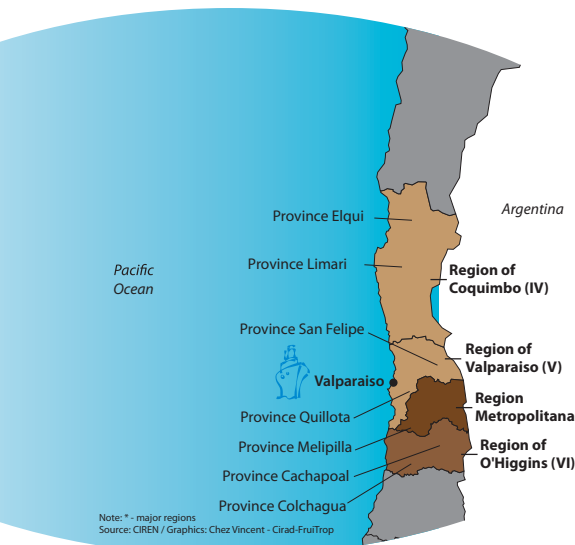 Province Elqui
Argentina
Province Limari
Pacific
Ocean
Region of
Coquimbo (IV)
Province San Felipe
Region of
Valparaiso (V)
Valparaiso
Region
Metropolitana
Province Quillota
Province Melipilla
Region of
O'Higgins (VI)
Province Cachapoal
Province Colchagua
Note: * - major regions
Source: CIREN / Graphics: Chez Vincent - Cirad-FruiTrop